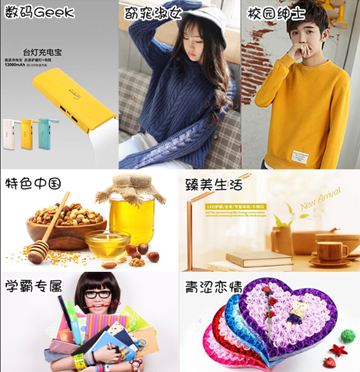 数码Geek
窈窕淑女
校园绅士
台灯充电宝
12000mAh
特色中国
臻美生活
New Arrival
学霸专属
青涩恋情